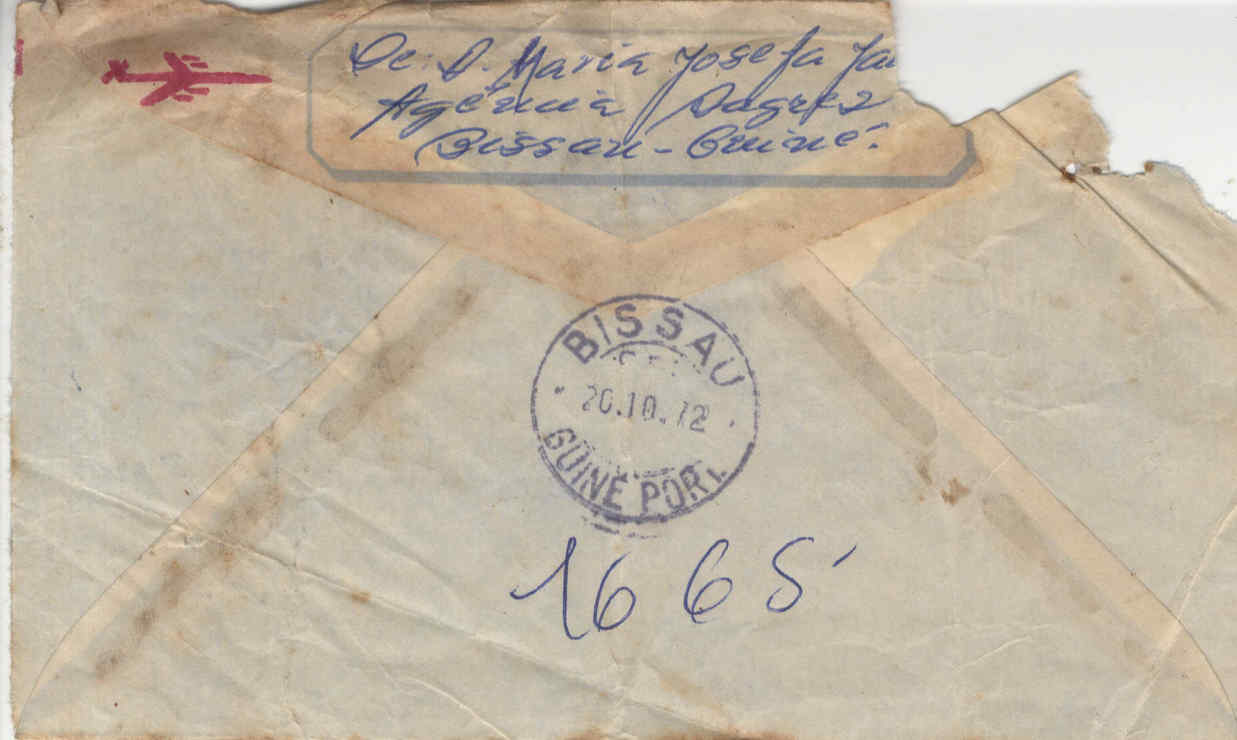 De: D. Maria Josefa
Agência
Bissau - Guiné.
BISSAU
20.10.72
GUINÉ PORT.
1665